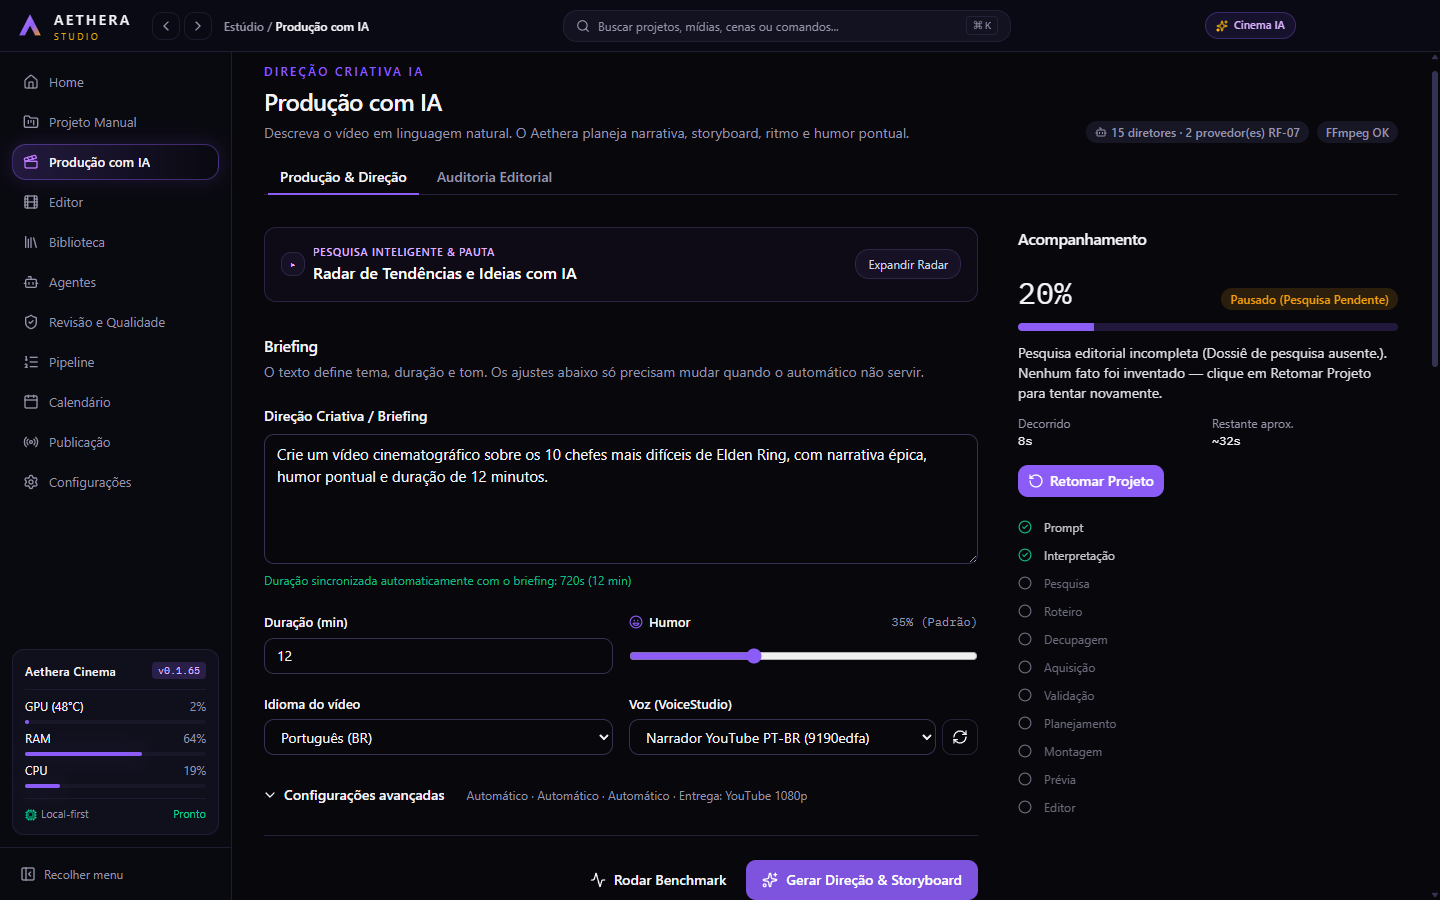 AETHERA
STUDIO
Estúdio / Produção com IA
Buscar projetos, mídias, cenas ou comandos...
⌘ K
Cinema IA
Home
Projeto Manual
Produção com IA
Editor
Biblioteca
Agentes
Revisão e Qualidade
Pipeline
Calendário
Publicação
Configurações
Aethera Cinema
v0.1.65
GPU (48°C)
2%
RAM
64%
CPU
19%
Local-first
Pronto
Recolher menu
DIREÇÃO CRIATIVA IA
Produção com IA
Descreva o vídeo em linguagem natural. O Aethera planeja narrativa, storyboard, ritmo e humor pontual.
15 diretores · 2 provedor(es) RF-07
FFmpeg OK
Produção & Direção
Auditoria Editorial
PESQUISA INTELIGENTE & PAUTA
Radar de Tendências e Ideias com IA
Expandir Radar
Briefing
O texto define tema, duração e tom. Os ajustes abaixo só precisam mudar quando o automático não servir.
Direção Criativa / Briefing
Crie um vídeo cinematográfico sobre os 10 chefes mais difíceis de Elden Ring, com narrativa épica,
humor pontual e duração de 12 minutos.
Duração sincronizada automaticamente com o briefing: 720s (12 min)
Duração (min)
12
Humor
35% (Padrão)
Idioma do vídeo
Português (BR)
Voz (VoiceStudio)
Narrador YouTube PT-BR (9190edfa)
Configurações avançadas
Automático · Automático · Automático · Entrega: YouTube 1080p
Rodar Benchmark
Gerar Direção & Storyboard
Acompanhamento
20%
Pausado (Pesquisa Pendente)
Pesquisa editorial incompleta (Dossiê de pesquisa ausente.).
Nenhum fato foi inventado — clique em Retomar Projeto
para tentar novamente.
Decorrido
8s
Restante aprox.
~32s
Retomar Projeto
Prompt
Interpretação
Pesquisa
Roteiro
Decupagem
Aquisição
Validação
Planejamento
Montagem
Prévia
Editor